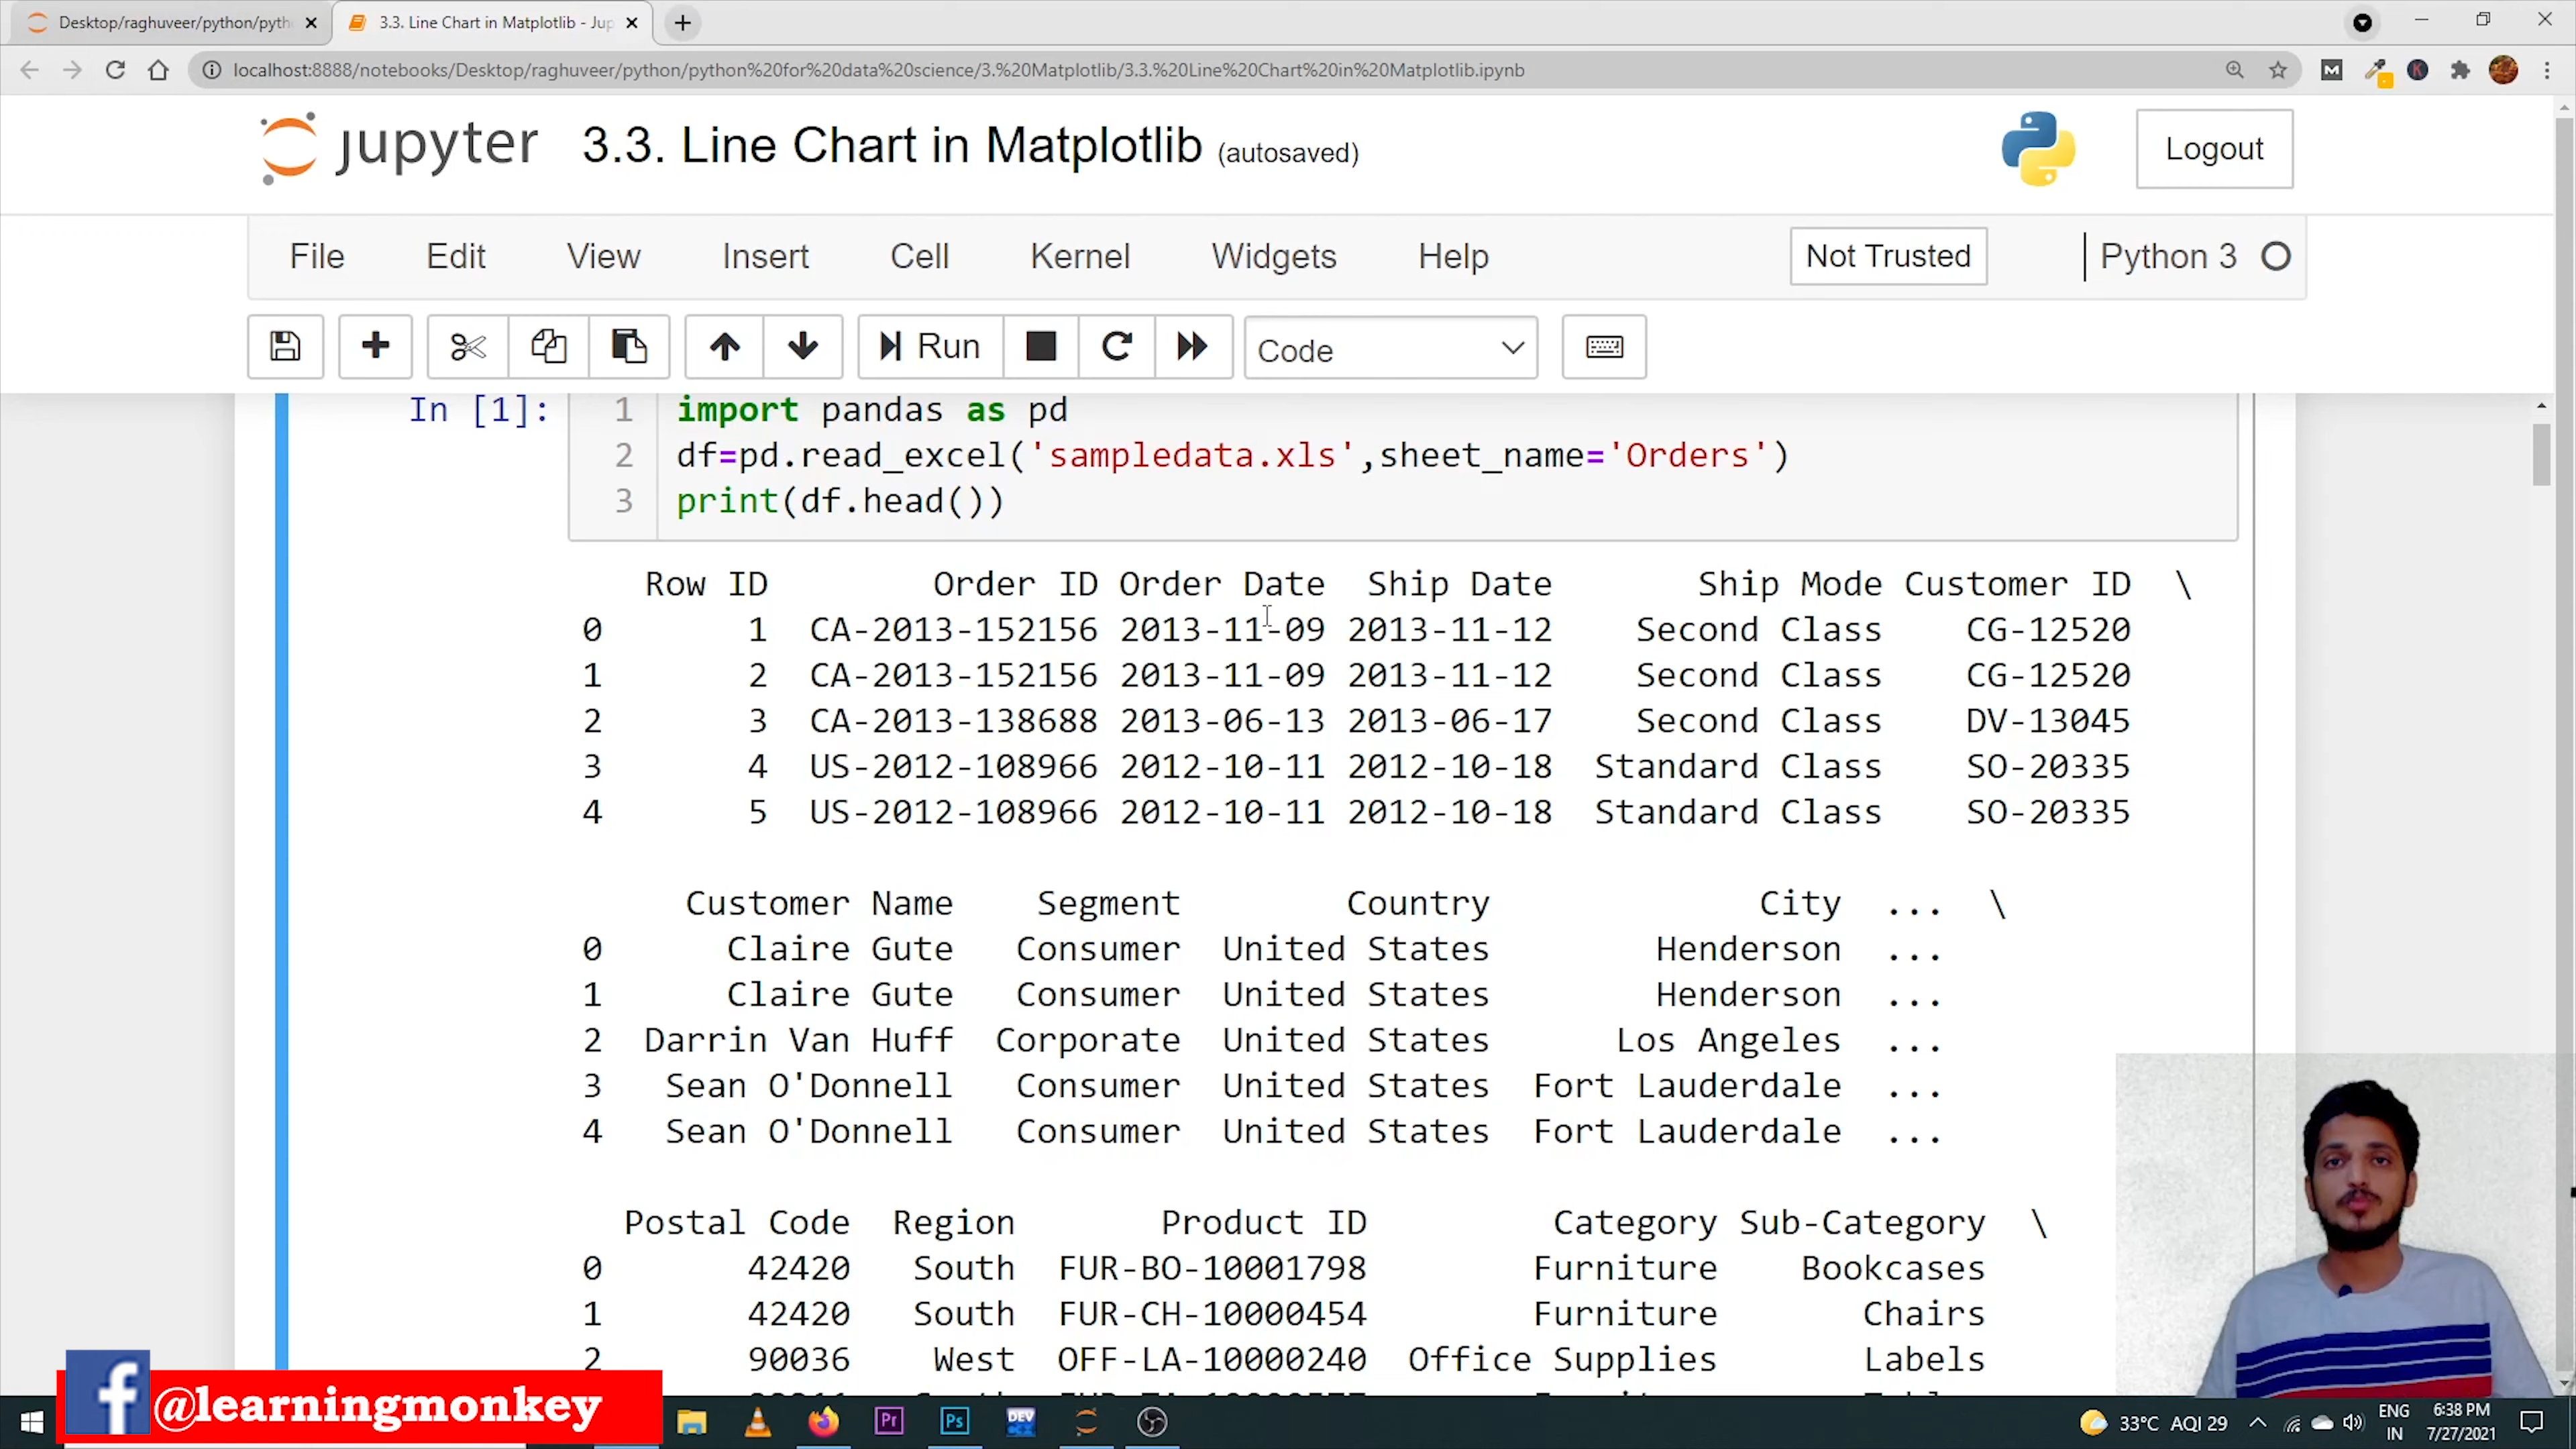 Desktop/raghuveer/python/pyth
3.3. Line Chart in Matplotlib - Jup
localhost:8888/notebooks/Desktop/raghuveer/python/python%20for%20data%20science/3.%20Matplotlib/3.3.%20Line%20Chart%20in%20Matplotlib.ipynb
jupyter 3.3. Line Chart in Matplotlib (autosaved) Logout
File Edit View Insert Cell Kernel Widgets Help Not Trusted Python 3
Run Code
In [1]: 1 import pandas as pd
2 df=pd.read_excel('sampledata.xls',sheet_name='Orders')
3 print(df.head())
Row ID Order ID Order Date Ship Date Ship Mode Customer ID \
0 1 CA-2013-152156 2013-11-09 2013-11-12 Second Class CG-12520
1 2 CA-2013-152156 2013-11-09 2013-11-12 Second Class CG-12520
2 3 CA-2013-138688 2013-06-13 2013-06-17 Second Class DV-13045
3 4 US-2012-108966 2012-10-11 2012-10-18 Standard Class SO-20335
4 5 US-2012-108966 2012-10-11 2012-10-18 Standard Class SO-20335
Customer Name Segment Country City ... \
0 Claire Gute Consumer United States Henderson ...
1 Claire Gute Consumer United States Henderson ...
2 Darrin Van Huff Corporate United States Los Angeles ...
3 Sean O'Donnell Consumer United States Fort Lauderdale ...
4 Sean O'Donnell Consumer United States Fort Lauderdale ...
Postal Code Region Product ID Category Sub-Category \
0 42420 South FUR-BO-10001798 Furniture Bookcases
1 42420 South FUR-CH-10000454 Furniture Chairs
2 90036 West OFF-LA-10000240 Office Supplies Labels
f @learningmonkey
Pr Ps DEV
33°C AQI 29 ENG IN 6:38 PM 7/27/2021